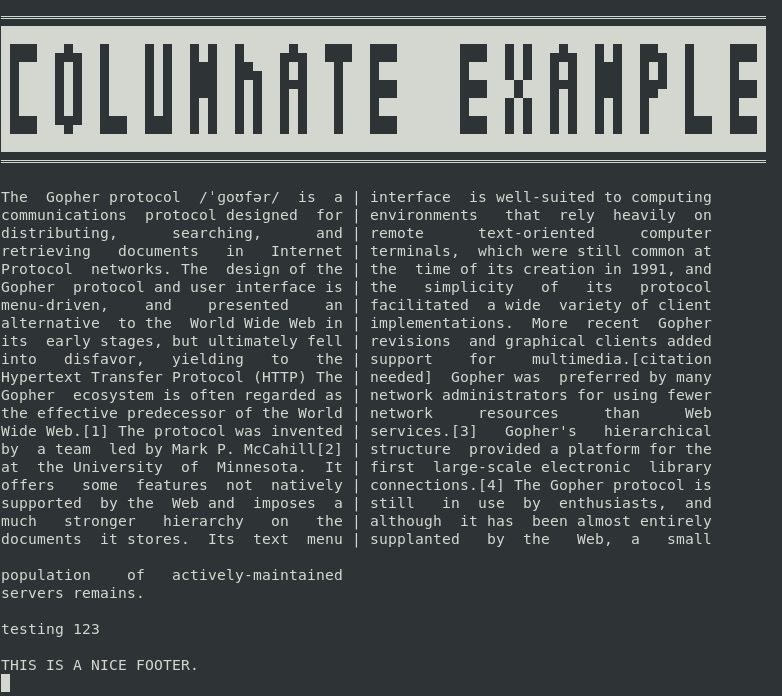 COLUMNATE EXAMPLE
The Gopher protocol /ˈɡoʊfər/ is a
communications protocol designed for
distributing, searching, and
retrieving documents in Internet
Protocol networks. The design of the
Gopher protocol and user interface is
menu-driven, and presented an
alternative to the World Wide Web in
its early stages, but ultimately fell
into disfavor, yielding to the
Hypertext Transfer Protocol (HTTP) The
Gopher ecosystem is often regarded as
the effective predecessor of the World
Wide Web.[1] The protocol was invented
by a team led by Mark P. McCahill[2]
at the University of Minnesota. It
offers some features not natively
supported by the Web and imposes a
much stronger hierarchy on the
documents it stores. Its text menu
interface is well-suited to computing
environments that rely heavily on
remote text-oriented computer
terminals, which were still common at
the time of its creation in 1991, and
the simplicity of its protocol
facilitated a wide variety of client
implementations. More recent Gopher
revisions and graphical clients added
support for multimedia.[citation
needed] Gopher was preferred by many
network administrators for using fewer
network resources than Web
services.[3] Gopher's hierarchical
structure provided a platform for the
first large-scale electronic library
connections.[4] The Gopher protocol is
still in use by enthusiasts, and
although it has been almost entirely
supplanted by the Web, a small
population of actively-maintained
servers remains.
testing 123
THIS IS A NICE FOOTER.